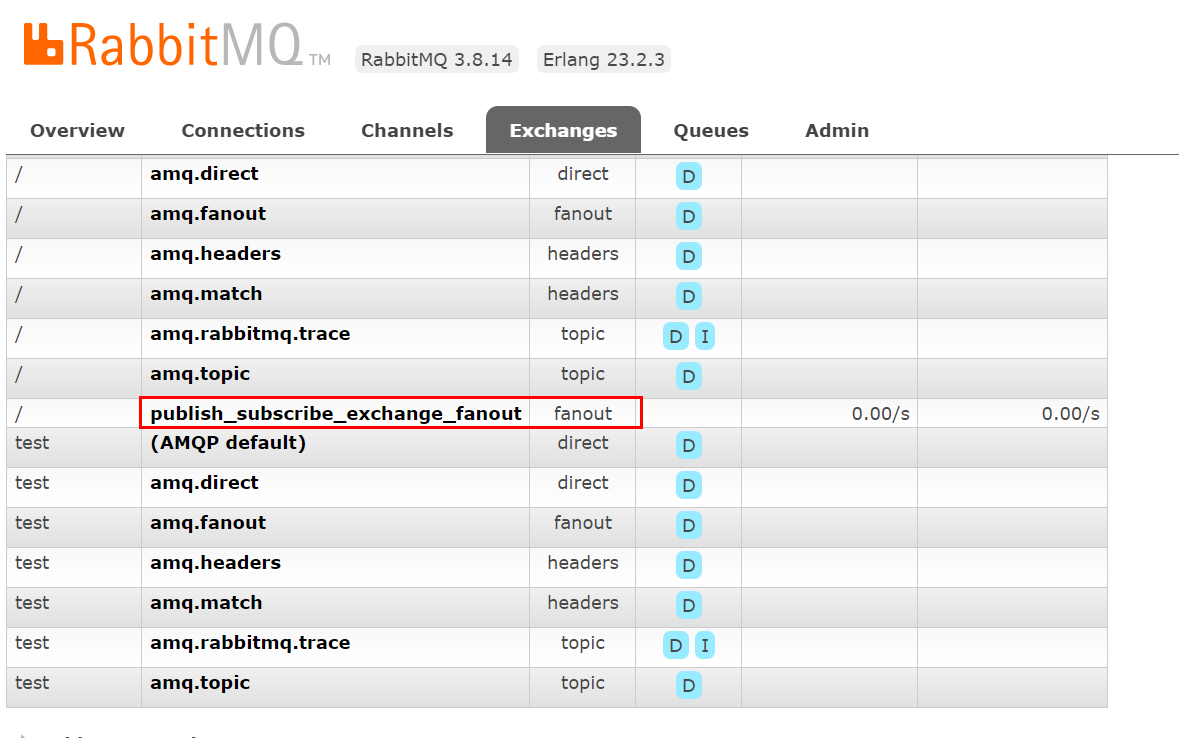 RabbitMQ TM RabbitMQ 3.8.14 Erlang 23.2.3
Overview Connections Channels Exchanges Queues Admin
/ amq.direct direct D
/ amq.fanout fanout D
/ amq.headers headers D
/ amq.match headers D
/ amq.rabbitmq.trace topic D I
/ amq.topic topic D
/ publish_subscribe_exchange_fanout fanout 0.00/s 0.00/s
test (AMQP default) direct D
test amq.direct direct D
test amq.fanout fanout D
test amq.headers headers D
test amq.match headers D
test amq.rabbitmq.trace topic D I
test amq.topic topic D